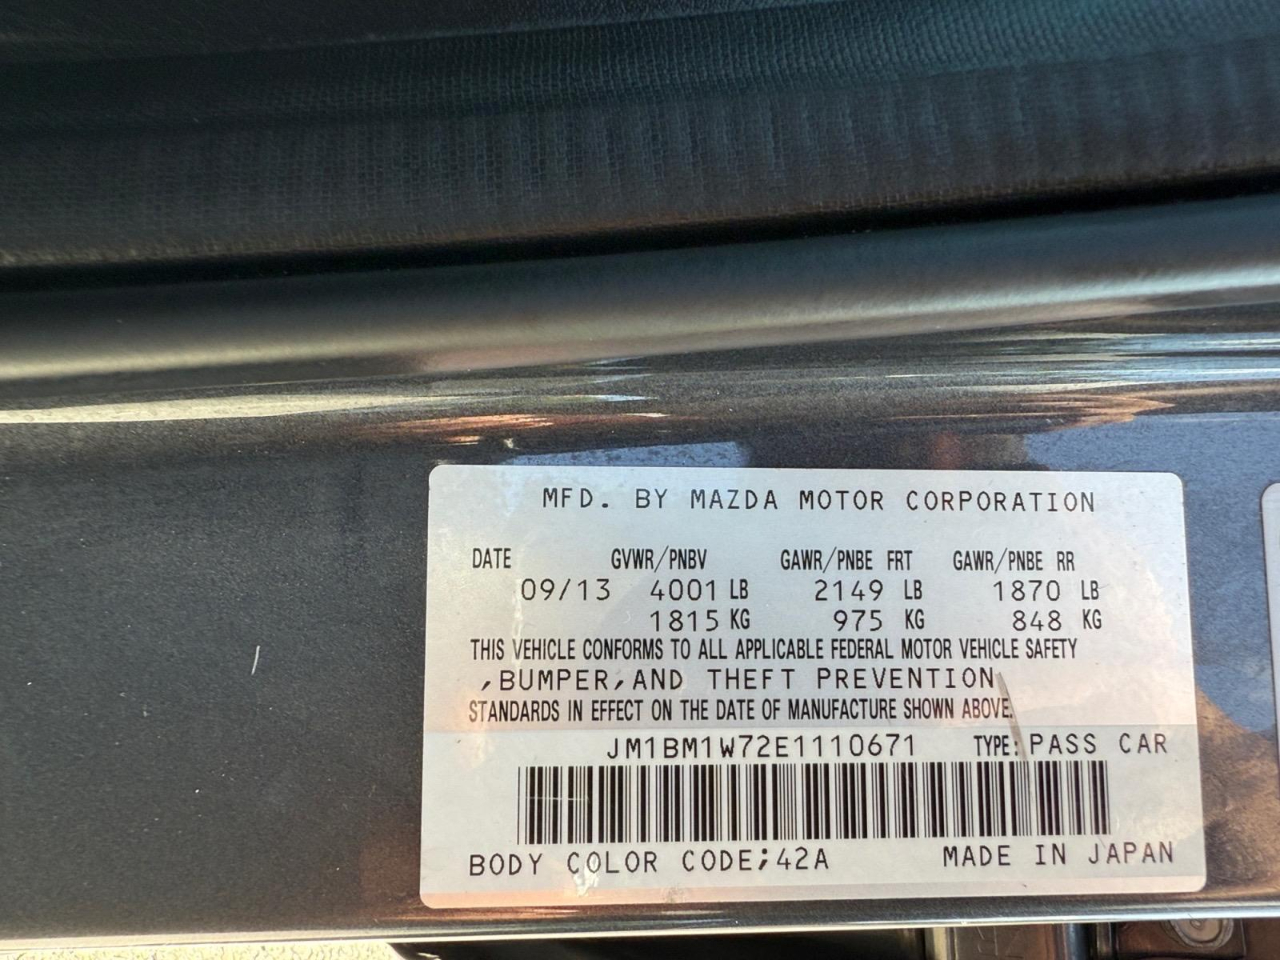 MFD. BY MAZDA MOTOR CORPORATION
DATE GVWR/PNBV GAWR/PNBE FRT GAWR/PNBE RR
09/13 4001 LB 2149 LB 1870 LB
1815 KG 975 KG 848 KG
THIS VEHICLE CONFORMS TO ALL APPLICABLE FEDERAL MOTOR VEHICLE SAFETY
,BUMPER,AND THEFT PREVENTION
STANDARDS IN EFFECT ON THE DATE OF MANUFACTURE SHOWN ABOVE.
JM1BM1W72E1110671 TYPE: PASS CAR
BODY COLOR CODE;42A MADE IN JAPAN